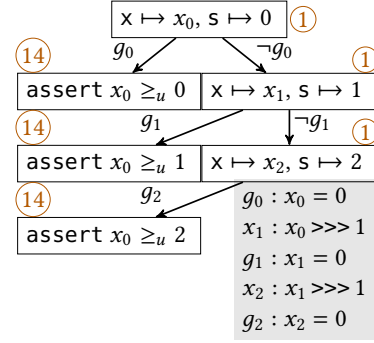 x ↦ x₀, s ↦ 0 1
g₀ ¬g₀
14 1
assert x₀ ≥ᵤ 0 x ↦ x₁, s ↦ 1
14 g₁ ¬g₁ 1
assert x₀ ≥ᵤ 1 x ↦ x₂, s ↦ 2
14 g₂
assert x₀ ≥ᵤ 2
g₀ : x₀ = 0
x₁ : x₀ >>> 1
g₁ : x₁ = 0
x₂ : x₁ >>> 1
g₂ : x₂ = 0